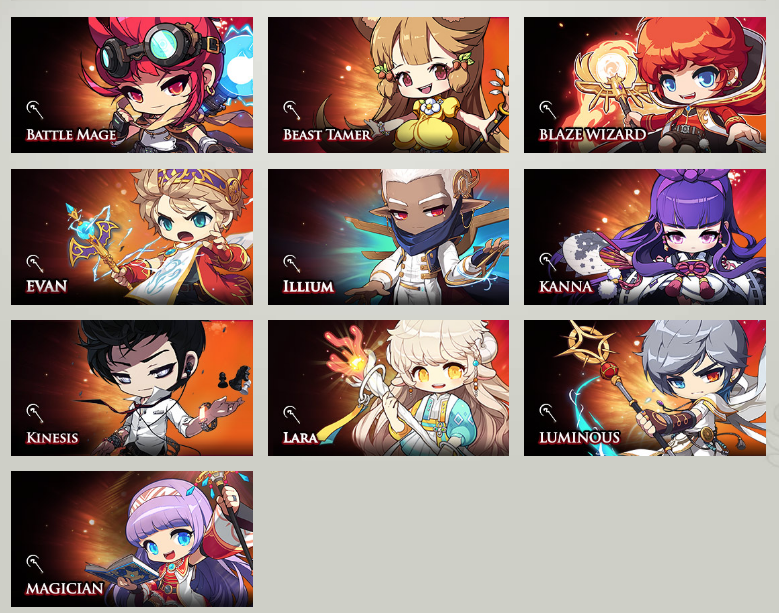 BATTLE MAGE
BEAST TAMER
BLAZE WIZARD
EVAN
ILLIUM
KANNA
KINESIS
LARA
LUMINOUS
MAGICIAN